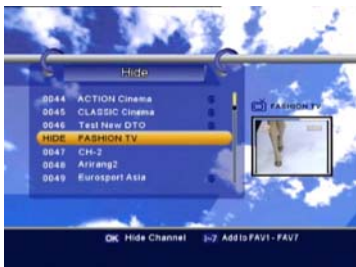 Hide
0044 ACTION Cinema
0045 CLASSIC Cinema
0046 Test New DTO
HIDE FASHION TV
FASHION TV
0047 CH-2
0048 Arirang2
0049 Eurosport Asia
OK Hide Channel 1~7 Add to FAV1 - FAV7